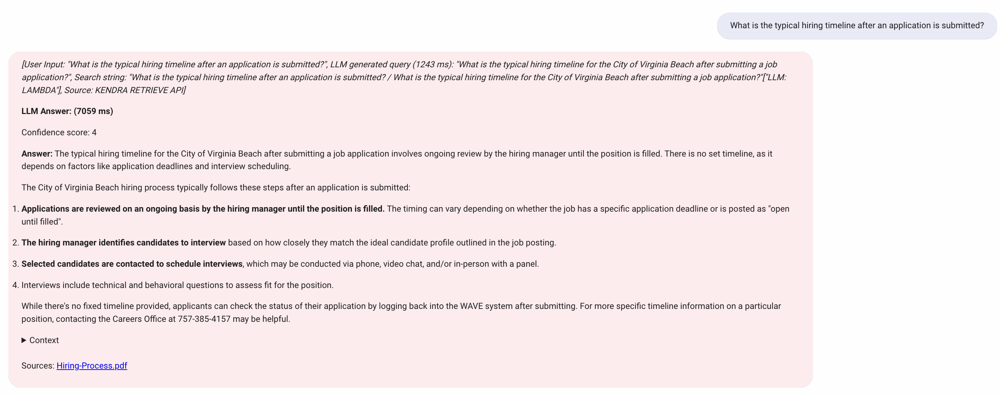 What is the typical hiring timeline after an application is submitted?
[User Input: "What is the typical hiring timeline after an application is submitted?", LLM generated query (1243 ms): "What is the typical hiring timeline for the City of Virginia Beach after submitting a job
application?", Search string: "What is the typical hiring timeline after an application is submitted? / What is the typical hiring timeline for the City of Virginia Beach after submitting a job application?"["LLM:
LAMBDA"], Source: KENDRA RETRIEVE API]
LLM Answer: (7059 ms)
Confidence score: 4
Answer: The typical hiring timeline for the City of Virginia Beach after submitting a job application involves ongoing review by the hiring manager until the position is filled. There is no set timeline, as it
depends on factors like application deadlines and interview scheduling.
The City of Virginia Beach hiring process typically follows these steps after an application is submitted:
1. Applications are reviewed on an ongoing basis by the hiring manager until the position is filled. The timing can vary depending on whether the job has a specific application deadline or is posted as "open
until filled".
2. The hiring manager identifies candidates to interview based on how closely they match the ideal candidate profile outlined in the job posting.
3. Selected candidates are contacted to schedule interviews, which may be conducted via phone, video chat, and/or in-person with a panel.
4. Interviews include technical and behavioral questions to assess fit for the position.
While there's no fixed timeline provided, applicants can check the status of their application by logging back into the WAVE system after submitting. For more specific timeline information on a particular
position, contacting the Careers Office at 757-385-4157 may be helpful.
▶ Context
Sources: Hiring-Process.pdf